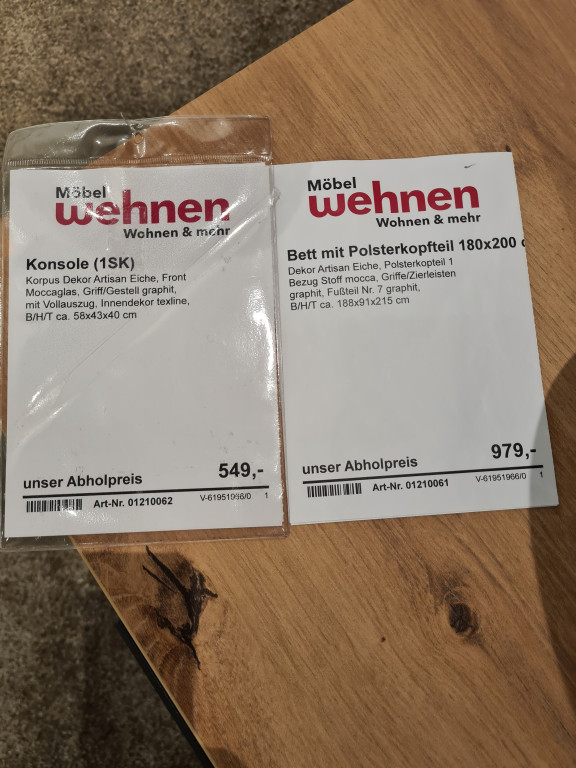 Möbel
wehnen
Wohnen & mehr
Konsole (1SK)
Korpus Dekor Artisan Eiche, Front
Moccaglas, Griff/Gestell graphit,
mit Vollauszug, Innendekor texline,
B/H/T ca. 58x43x40 cm
unser Abholpreis 549,-
Art-Nr. 01210062 V-61951966/0 1
Möbel
wehnen
Wohnen & mehr
Bett mit Polsterkopfteil 180x200 c
Dekor Artisan Eiche, Polsterkopteil 1
Bezug Stoff mocca, Griffe/Zierleisten
graphit, Fußteil Nr. 7 graphit,
B/H/T ca. 188x91x215 cm
unser Abholpreis 979,-
Art-Nr. 01210061 V-61951966/0 1